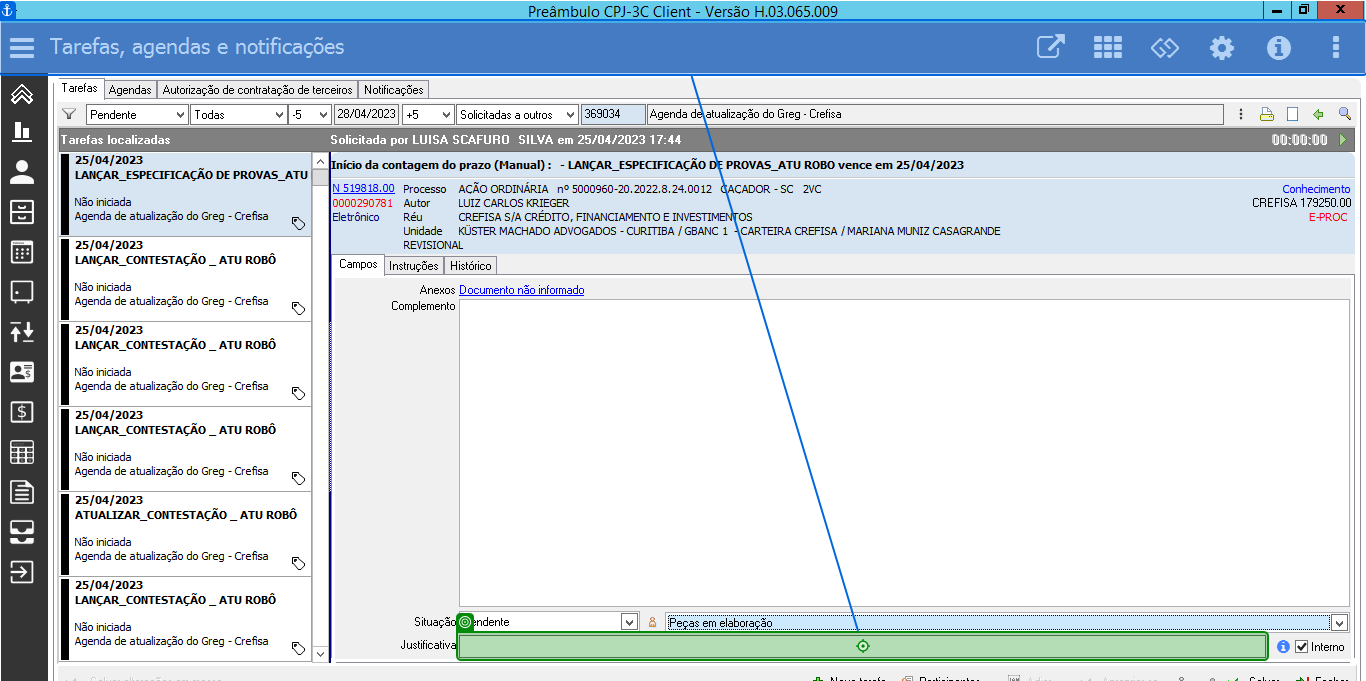 Preâmbulo CPJ-3C Client - Versão H.03.065.009
Tarefas, agendas e notificações
Tarefas Agendas Autorização de contratação de terceiros Notificações
Pendente Todas -5 28/04/2023 +5 Solicitadas a outros 369034 Agenda de atualização do Greg - Crefisa
Tarefas localizadas
Solicitada por LUISA SCAFURO SILVA em 25/04/2023 17:44 00:00:00
25/04/2023
LANÇAR_ESPECIFICAÇÃO DE PROVAS_ATU
Não iniciada
Agenda de atualização do Greg - Crefisa
25/04/2023
LANÇAR_CONTESTAÇÃO _ ATU ROBÔ
Não iniciada
Agenda de atualização do Greg - Crefisa
25/04/2023
LANÇAR_CONTESTAÇÃO _ ATU ROBÔ
Não iniciada
Agenda de atualização do Greg - Crefisa
25/04/2023
LANÇAR_CONTESTAÇÃO _ ATU ROBÔ
Não iniciada
Agenda de atualização do Greg - Crefisa
25/04/2023
ATUALIZAR_CONTESTAÇÃO _ ATU ROBÔ
Não iniciada
Agenda de atualização do Greg - Crefisa
25/04/2023
LANÇAR_CONTESTAÇÃO _ ATU ROBÔ
Não iniciada
Agenda de atualização do Greg - Crefisa
Início da contagem do prazo (Manual) : - LANÇAR_ESPECIFICAÇÃO DE PROVAS_ATU ROBO vence em 25/04/2023
N 519818.00 Processo AÇÃO ORDINÁRIA nº 5000960-20.2022.8.24.0012 CAÇADOR - SC 2VC Conhecimento
0000290781 Autor LUIZ CARLOS KRIEGER CREFISA 179250.00
Eletrônico Réu CREFISA S/A CRÉDITO, FINANCIAMENTO E INVESTIMENTOS E-PROC
Unidade KÜSTER MACHADO ADVOGADOS - CURITIBA / GBANC 1 - CARTEIRA CREFISA / MARIANA MUNIZ CASAGRANDE
REVISIONAL
Campos Instruções Histórico
Anexos Documento não informado
Complemento
Situação endente Peças em elaboração
Justificativa Interno